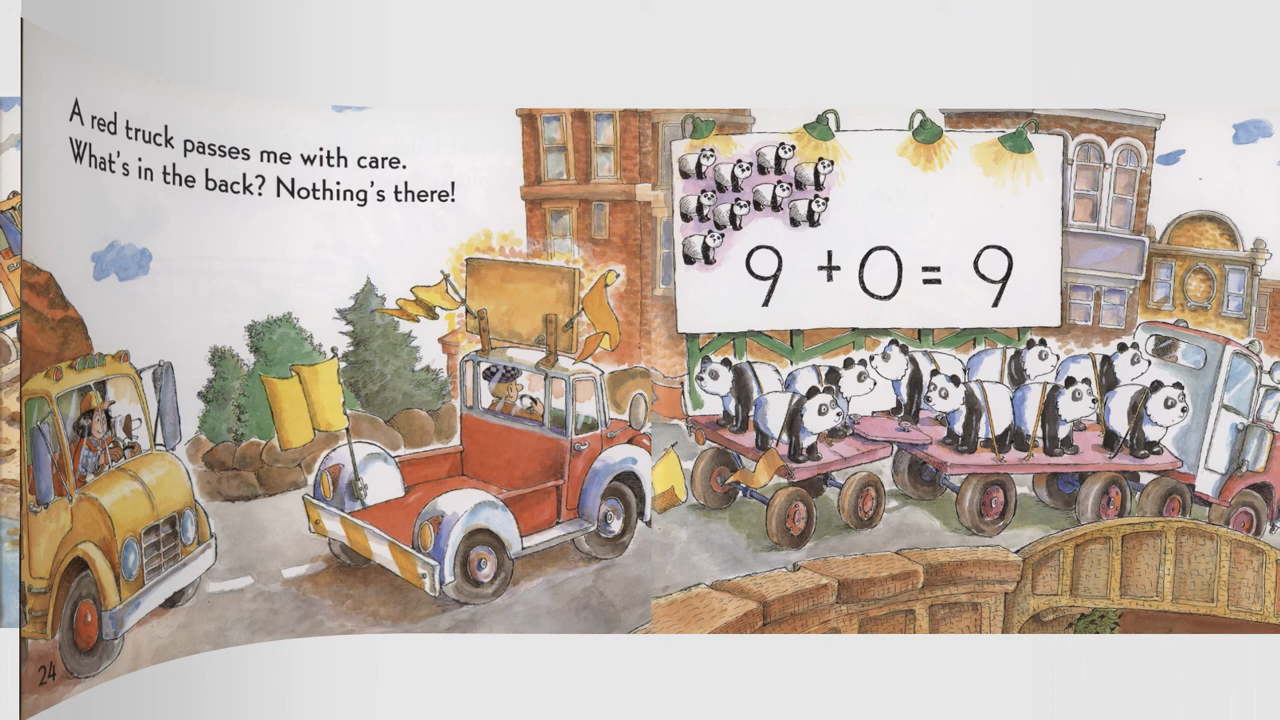 A red truck passes me with care.
What's in the back? Nothing's there!
9 + 0 = 9
24